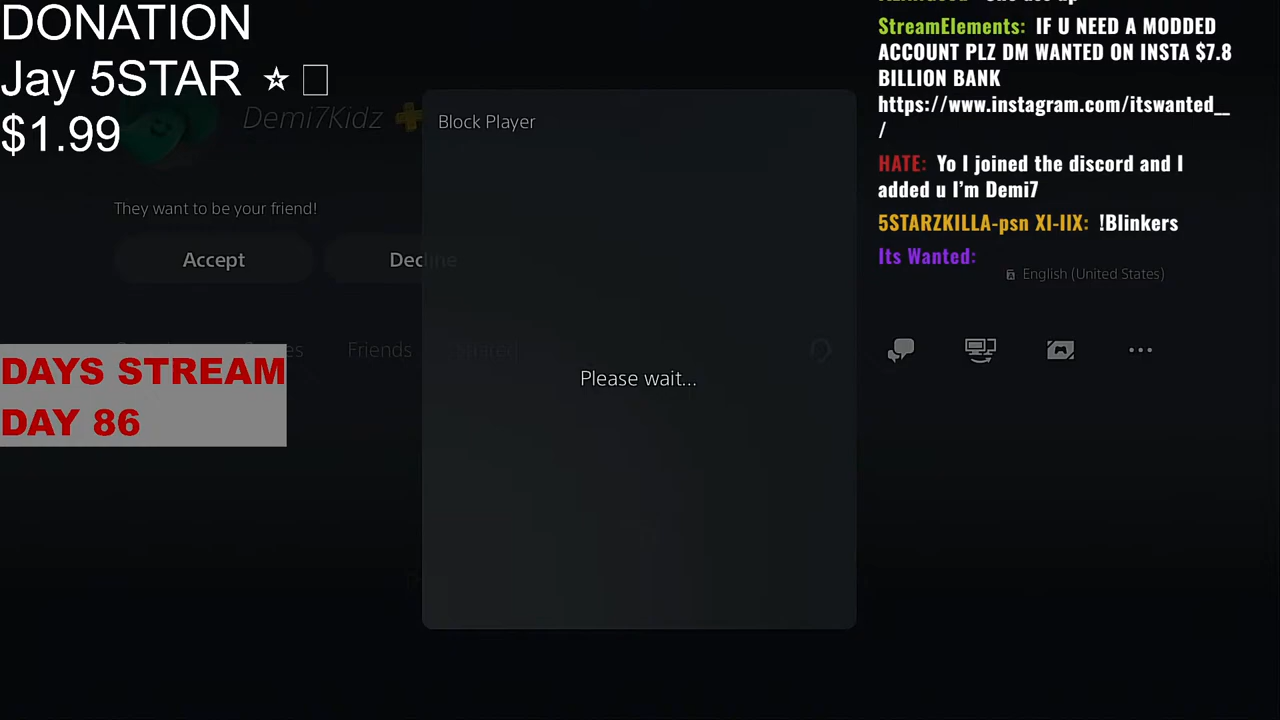 DONATION
Jay 5STAR ☆
$1.99
Demi7Kidz
They want to be your friend!
Accept
Decline
Friends
DAYS STREAM
DAY 86
Block Player
Please wait...
StreamElements: IF U NEED A MODDED
ACCOUNT PLZ DM WANTED ON INSTA $7.8
BILLION BANK
https://www.instagram.com/itswanted__
/
HATE: Yo I joined the discord and I
added u I’m Demi7
5STARZKILLA-psn XI-IIX: !Blinkers
Its Wanted:
English (United States)